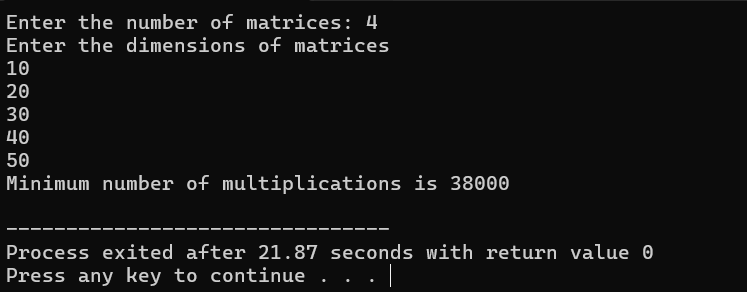 Enter the number of matrices: 4
Enter the dimensions of matrices
10
20
30
40
50
Minimum number of multiplications is 38000
--------------------------------
Process exited after 21.87 seconds with return value 0
Press any key to continue . . .